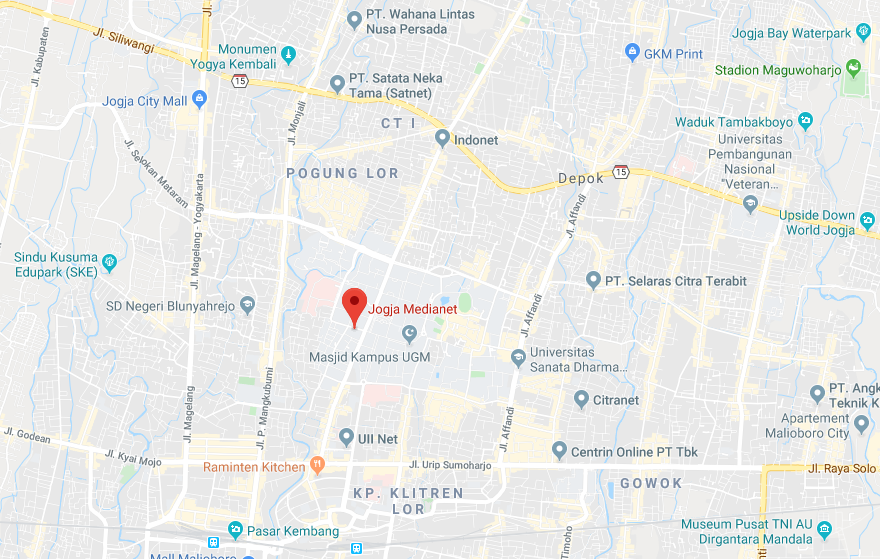 PT. Wahana Lintas
Nusa Persada
Jl. Siliwangi
Jl. Kabupaten
Jl.
Monumen
Yogya Kembali
15
GKM Print
Jogja Bay Waterpark
Stadion Maguwoharjo
PT. Satata Neka
Tama (Satnet)
Jogja City Mall
Jl. Monjali
CT I
Indonet
Waduk Tambakboyo
Universitas
Pembangunan
Nasional
"Veteran...
Jl. Selokan Mataram
POGUNG LOR
Depok
15
Jl. Affandi
Upside Down
World Jogja
Jl. Magelang - Yogyakarta
Sindu Kusuma
Edupark (SKE)
PT. Selaras Citra Terabit
SD Negeri Blunyahrejo
Jogja Medianet
Jl. Affandi
Masjid Kampus UGM
Universitas
Sanata Dharma...
Jl. P. Mangkubumi
Jl. Magelang
Citranet
PT. Angk
Teknik K
Apartement
Malioboro City
Jl. Affandi
Jl. Godean
Jl. Kyai Mojo
UII Net
Raminten Kitchen
Jl. Urip Sumoharjo
Centrin Online PT Tbk
Jl. Raya Solo
GOWOK
KP. KLITREN
LOR
Pasar Kembang
Timoho
Museum Pusat TNI AU
Dirgantara Mandala
Mall Malioboro